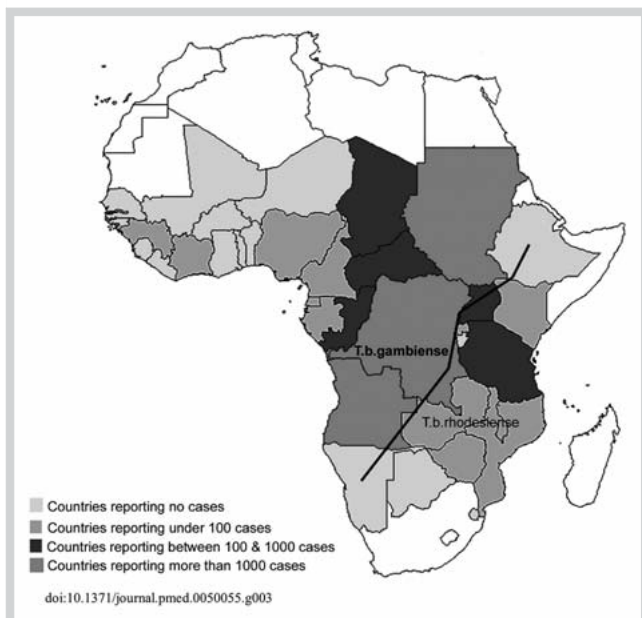 T.b.gambiense
T.b.rhodesiense
Countries reporting no cases
Countries reporting under 100 cases
Countries reporting between 100 & 1000 cases
Countries reporting more than 1000 cases
doi:10.1371/journal.pmed.0050055.g003